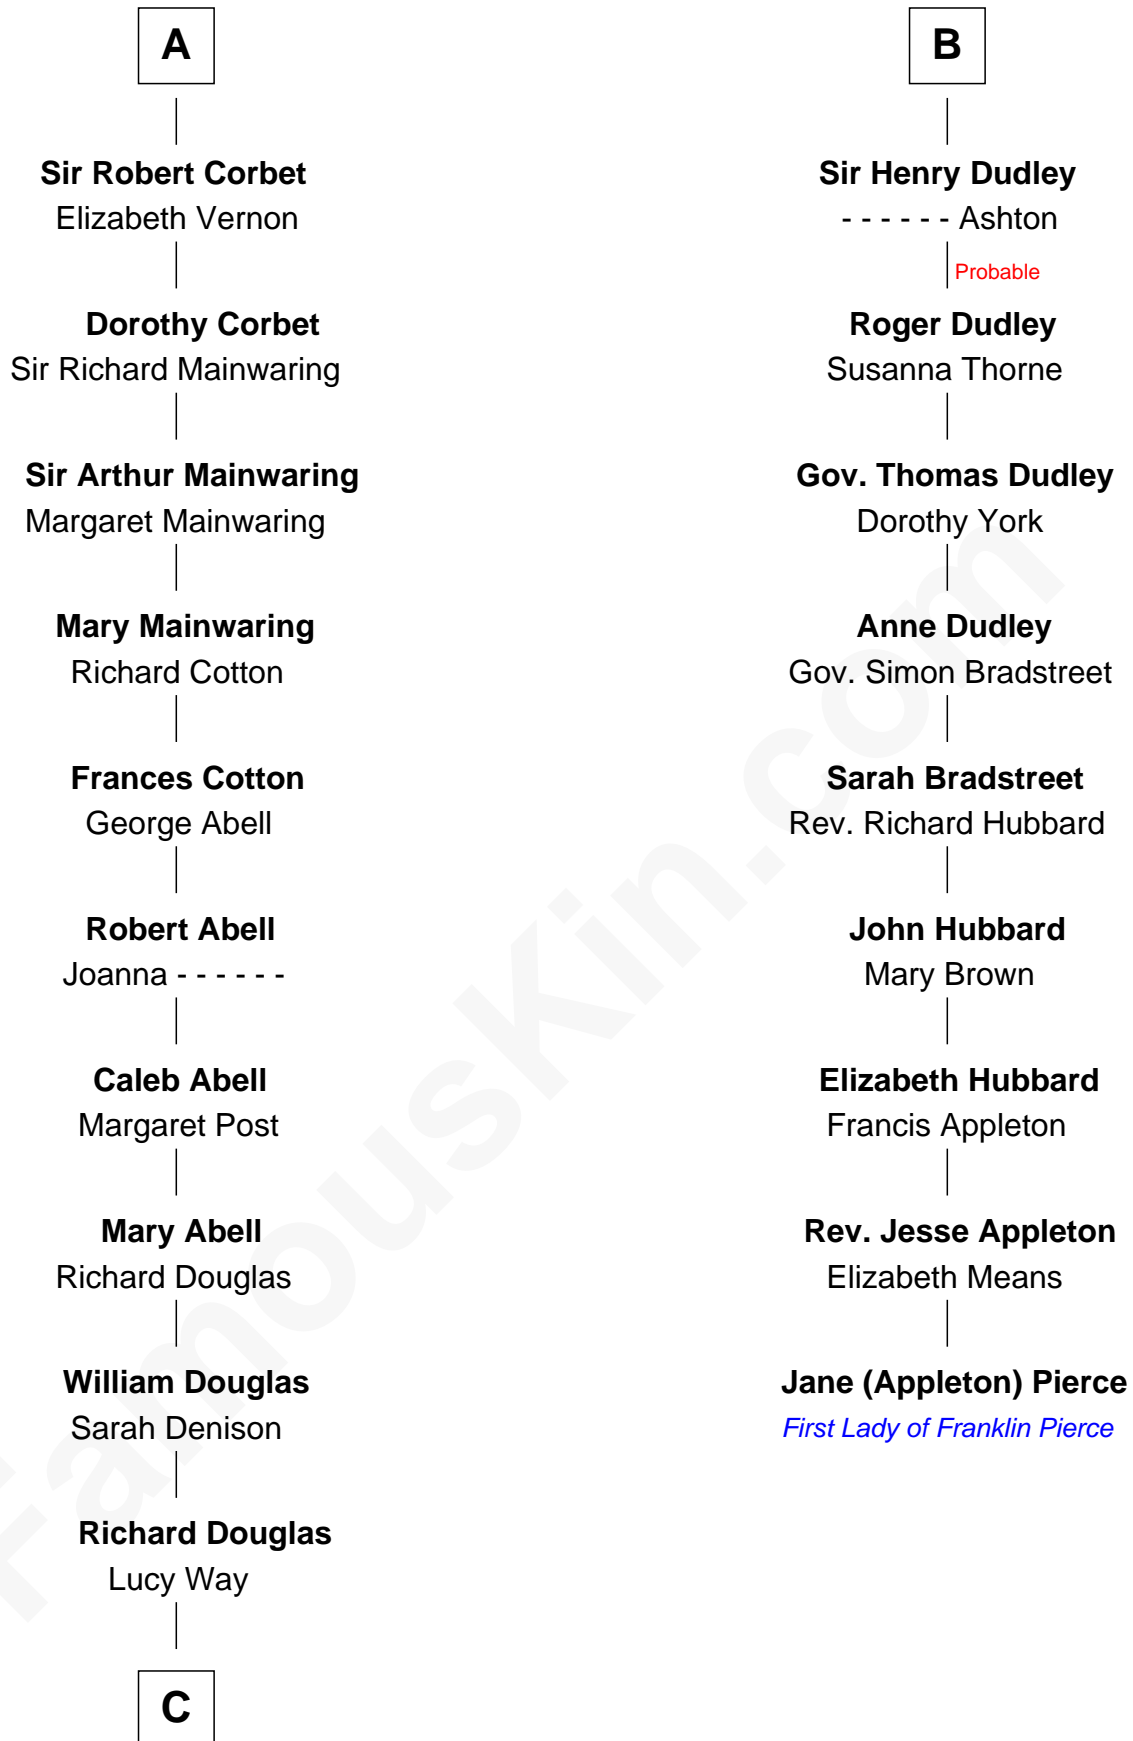 A
Sir Robert Corbet
Elizabeth Vernon
Dorothy Corbet
Sir Richard Mainwaring
Sir Arthur Mainwaring
Margaret Mainwaring
Mary Mainwaring
Richard Cotton
Frances Cotton
George Abell
Robert Abell
Joanna - - - - - -
Caleb Abell
Margaret Post
Mary Abell
Richard Douglas
William Douglas
Sarah Denison
Richard Douglas
Lucy Way
C
B
Sir Henry Dudley
- - - - - - Ashton
Probable
Roger Dudley
Susanna Thorne
Gov. Thomas Dudley
Dorothy York
Anne Dudley
Gov. Simon Bradstreet
Sarah Bradstreet
Rev. Richard Hubbard
John Hubbard
Mary Brown
Elizabeth Hubbard
Francis Appleton
Rev. Jesse Appleton
Elizabeth Means
Jane (Appleton) Pierce
First Lady of Franklin Pierce
FamousKin.com